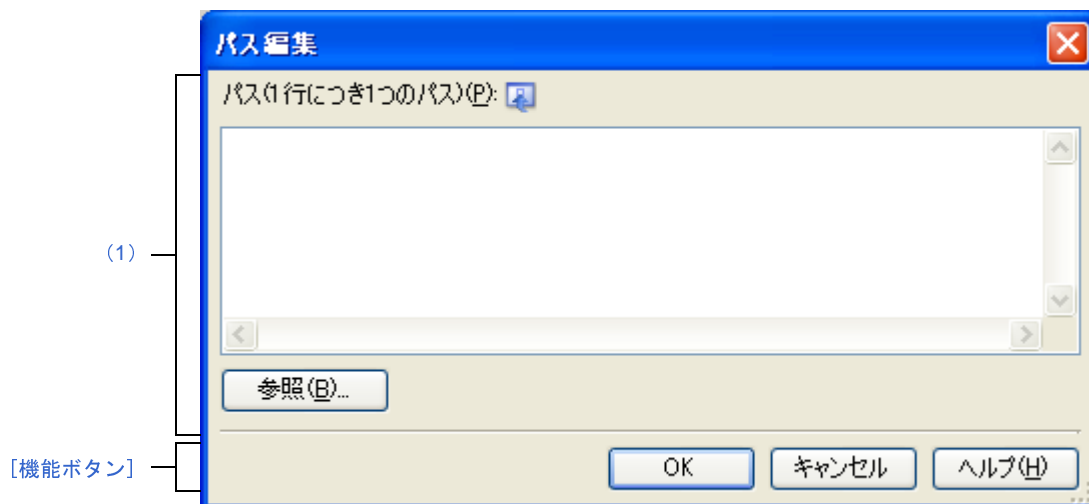 パス編集
パス(1行につき1つのパス)(P):
(1)
参照(B)...
[機能ボタン]
OK キャンセル ヘルプ(H)